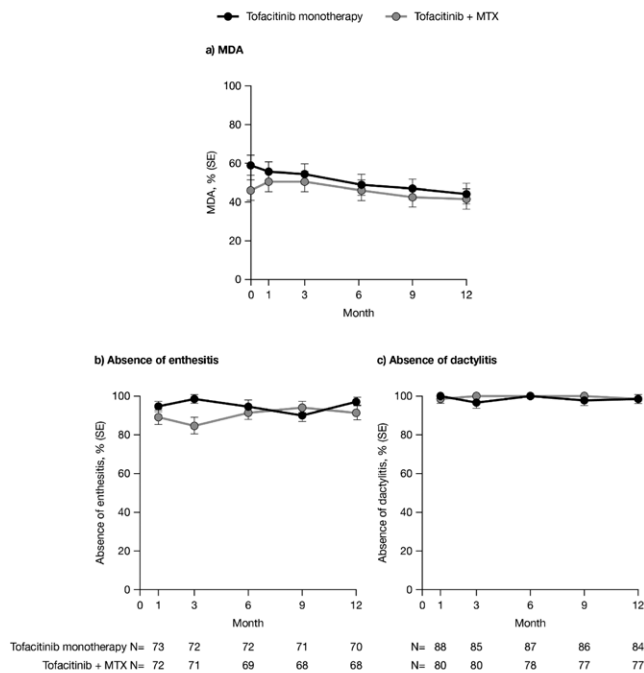 Tofacitinib monotherapy Tofacitinib + MTX
a) MDA
100
80
60
40
20
0
MDA, % (SE)
0 1 3 6 9 12
Month
b) Absence of enthesitis
100
80
60
40
20
0
Absence of enthesitis, % (SE)
0 1 3 6 9 12
Month
c) Absence of dactylitis
100
80
60
40
20
0
Absence of dactylitis, % (SE)
0 1 3 6 9 12
Month
Tofacitinib monotherapy N= 73 72 72 71 70 N= 88 85 87 86 84
Tofacitinib + MTX N= 72 71 69 68 68 N= 80 80 78 77 77